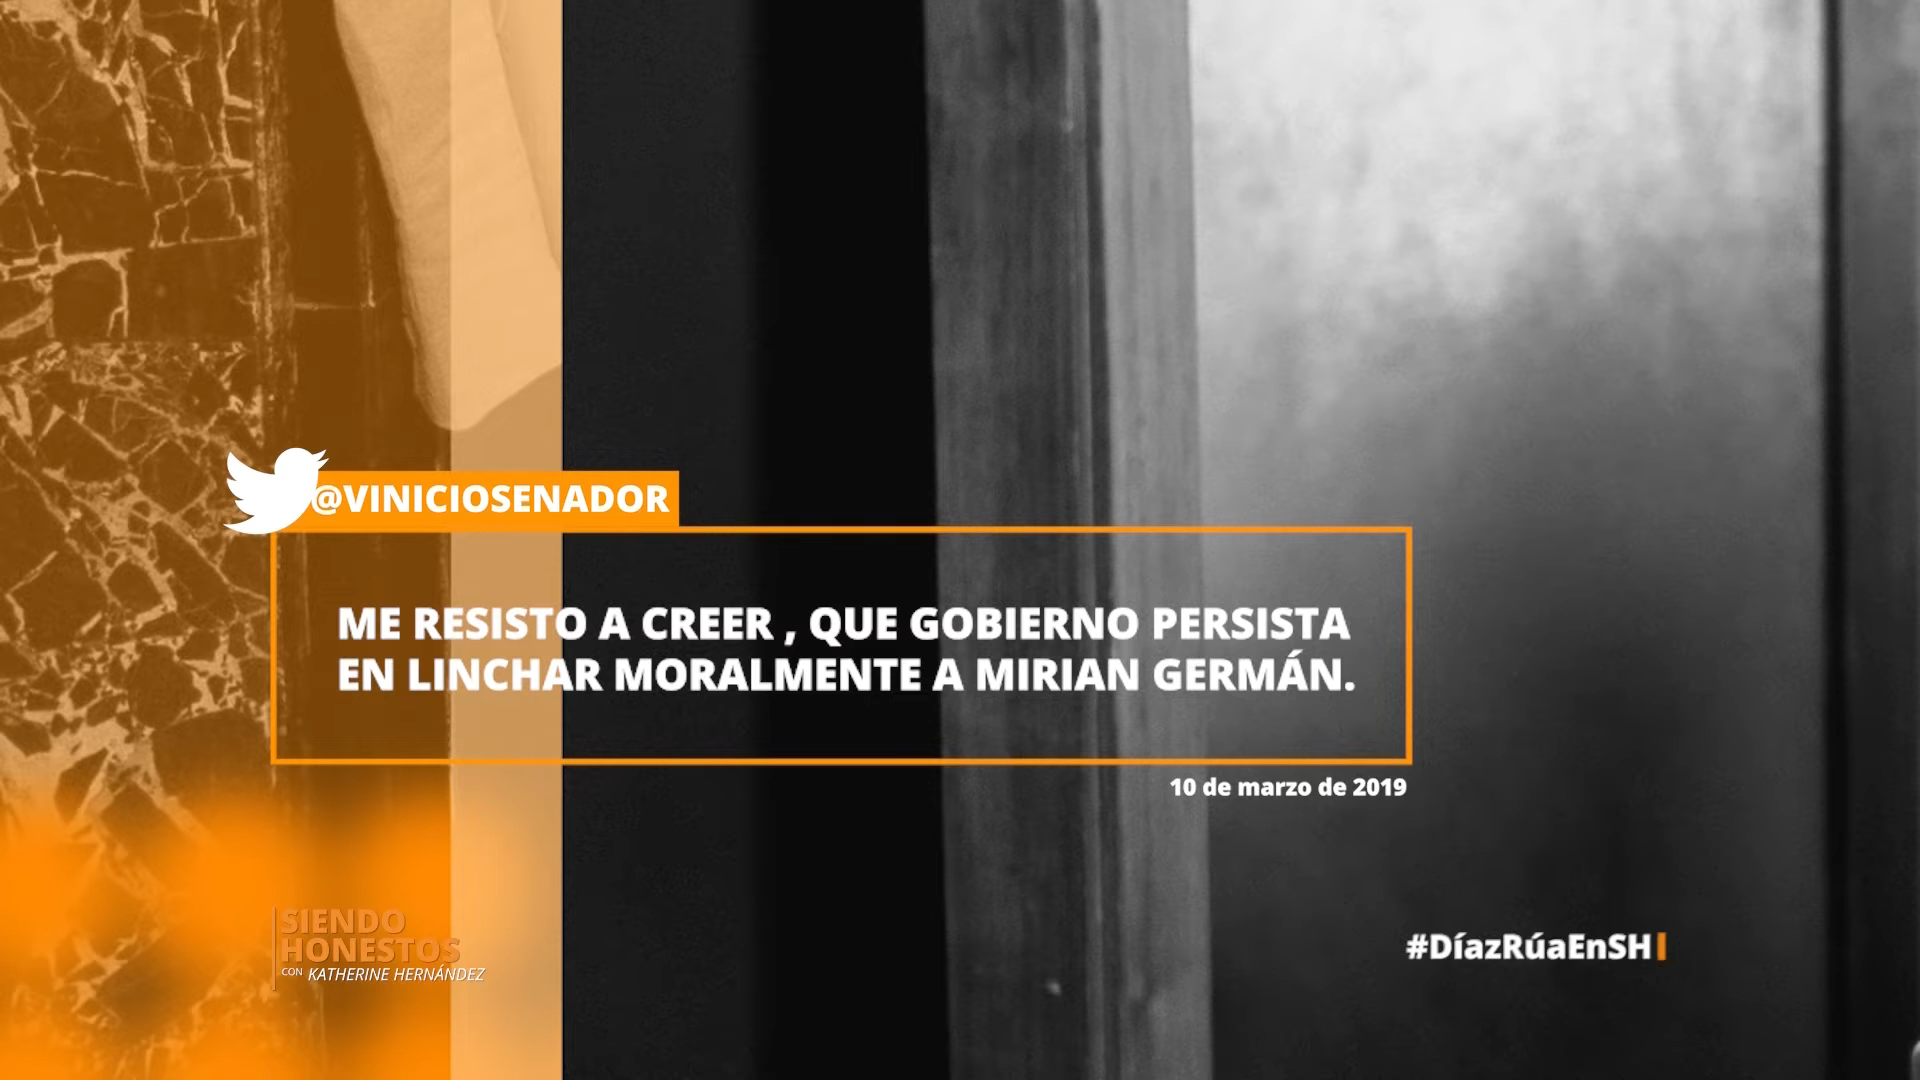 @VINICIOSENADOR
ME RESISTO A CREER , QUE GOBIERNO PERSISTA
EN LINCHAR MORALMENTE A MIRIAN GERMÁN.
10 de marzo de 2019
SIENDO
HONESTOS
CON KATHERINE HERNÁNDEZ
#DíazRúaEnSH